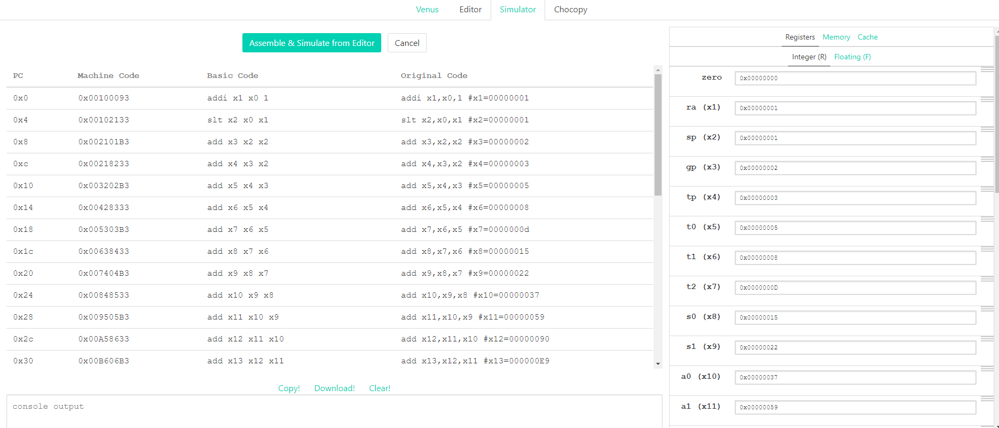 Venus Editor Simulator Chocopy
Assemble & Simulate from Editor Cancel
PC Machine Code Basic Code Original Code
0x0 0x00100093 addi x1 x0 1 addi x1,x0,1 #x1=00000001
0x4 0x00102133 slt x2 x0 x1 slt x2,x0,x1 #x2=00000001
0x8 0x002101B3 add x3 x2 x2 add x3,x2,x2 #x3=00000002
0xc 0x00218233 add x4 x3 x2 add x4,x3,x2 #x4=00000003
0x10 0x003202B3 add x5 x4 x3 add x5,x4,x3 #x5=00000005
0x14 0x00428333 add x6 x5 x4 add x6,x5,x4 #x6=00000008
0x18 0x005303B3 add x7 x6 x5 add x7,x6,x5 #x7=0000000d
0x1c 0x00638433 add x8 x7 x6 add x8,x7,x6 #x8=00000015
0x20 0x007404B3 add x9 x8 x7 add x9,x8,x7 #x9=00000022
0x24 0x00848533 add x10 x9 x8 add x10,x9,x8 #x10=00000037
0x28 0x009505B3 add x11 x10 x9 add x11,x10,x9 #x11=00000059
0x2c 0x00A58633 add x12 x11 x10 add x12,x11,x10 #x12=00000090
0x30 0x00B606B3 add x13 x12 x11 add x13,x12,x11 #x13=000000E9
Copy! Download! Clear!
console output
Registers Memory Cache
Integer (R) Floating (F)
zero 0x00000000
ra (x1) 0x00000001
sp (x2) 0x00000001
gp (x3) 0x00000002
tp (x4) 0x00000003
t0 (x5) 0x00000005
t1 (x6) 0x00000008
t2 (x7) 0x0000000D
s0 (x8) 0x00000015
s1 (x9) 0x00000022
a0 (x10) 0x00000037
a1 (x11) 0x00000059